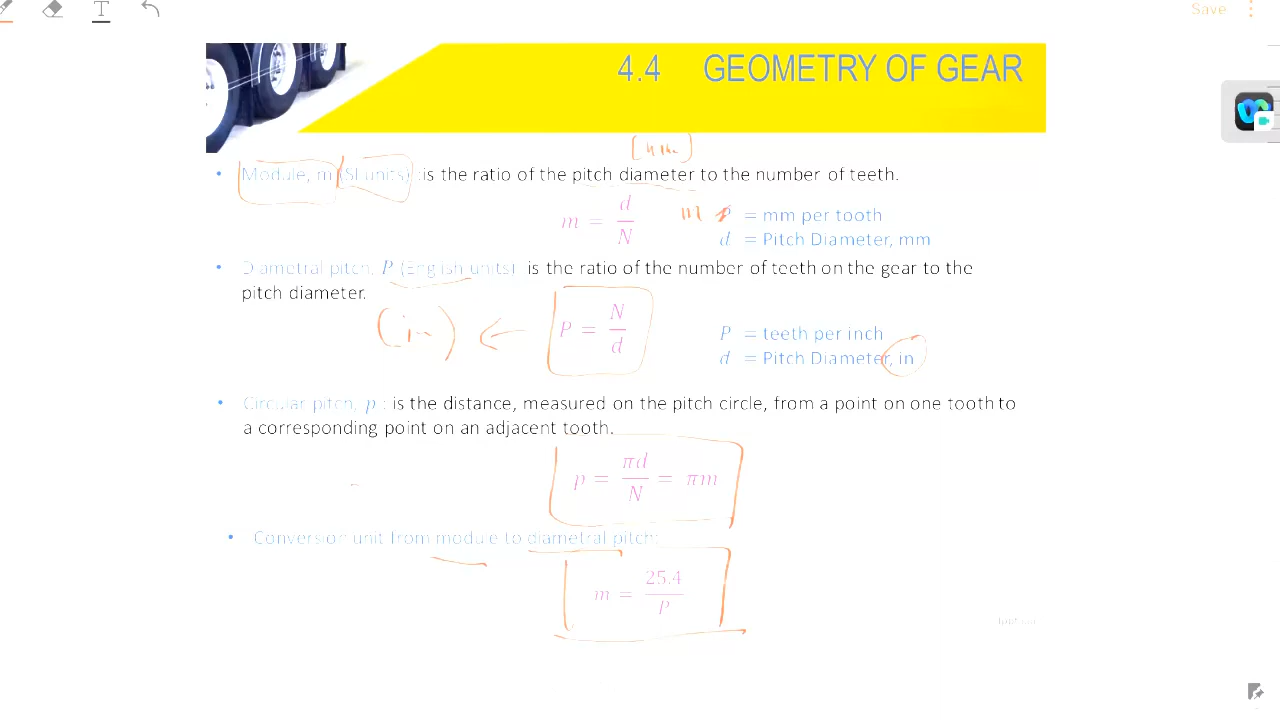 Save
4.4 GEOMETRY OF GEAR
[mm]
• Module, m (SI units) : is the ratio of the pitch diameter to the number of teeth.
m = d/N
m P = mm per tooth
d = Pitch Diameter, mm
• Diametral pitch, P (English units) is the ratio of the number of teeth on the gear to the
pitch diameter.
(in) ← P = N/d
P = teeth per inch
d = Pitch Diameter, in
• Circular pitch, p : is the distance, measured on the pitch circle, from a point on one tooth to
a corresponding point on an adjacent tooth.
p = πd/N = πm
• Conversion unit from module to diametral pitch:
m = 25.4/P